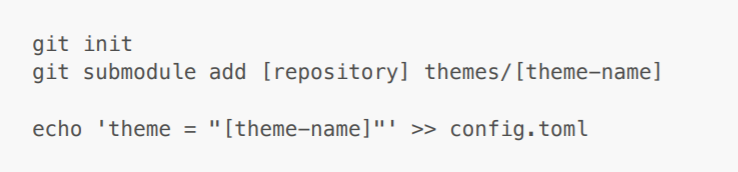 git init
git submodule add [repository] themes/[theme-name]
echo 'theme = "[theme-name]"' >> config.toml